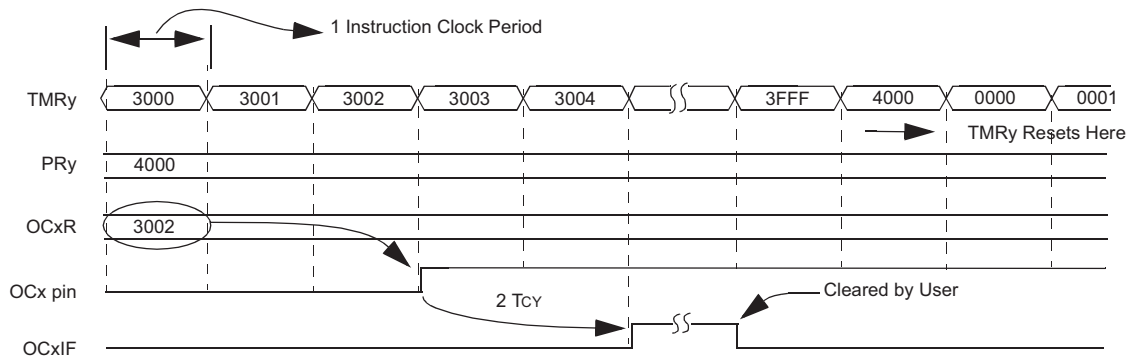 1 Instruction Clock Period
TMRy 3000 3001 3002 3003 3004 3FFF 4000 0000 0001
TMRy Resets Here
PRy 4000
OCxR 3002
OCx pin
2 TCY
Cleared by User
OCxIF